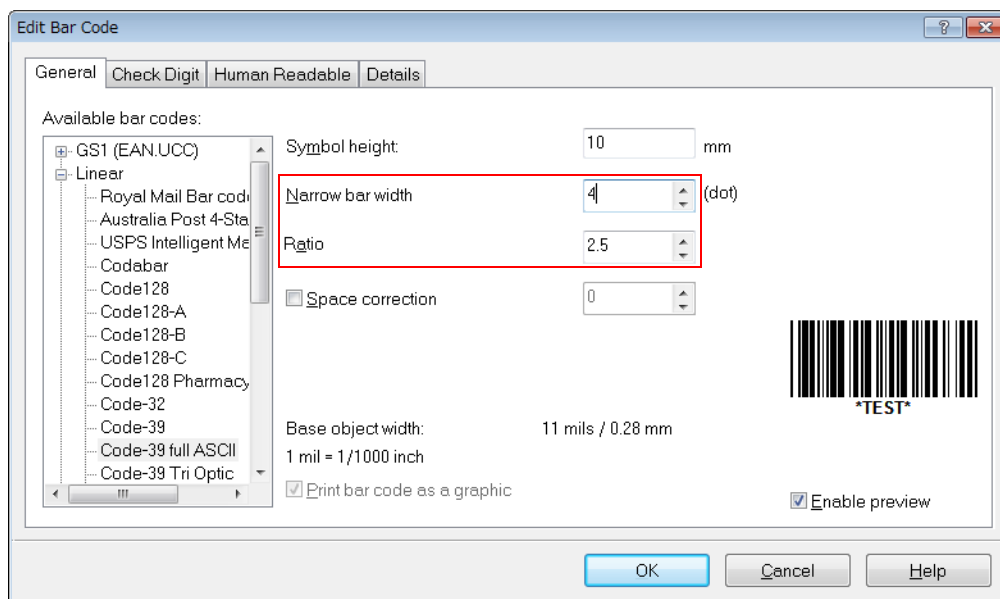 Edit Bar Code
General Check Digit Human Readable Details
Available bar codes:
GS1 (EAN.UCC)
Linear
Royal Mail Bar cod
Australia Post 4-Sta
USPS Intelligent Ma
Codabar
Code128
Code128-A
Code128-B
Code128-C
Code128 Pharmacy
Code-32
Code-39
Code-39 full ASCII
Code-39 Tri Optic
Symbol height: 10 mm
Narrow bar width 4 (dot)
Ratio 2.5
Space correction 0
*TEST*
Base object width: 11 mils / 0.28 mm
1 mil = 1/1000 inch
Print bar code as a graphic
Enable preview
OK Cancel Help